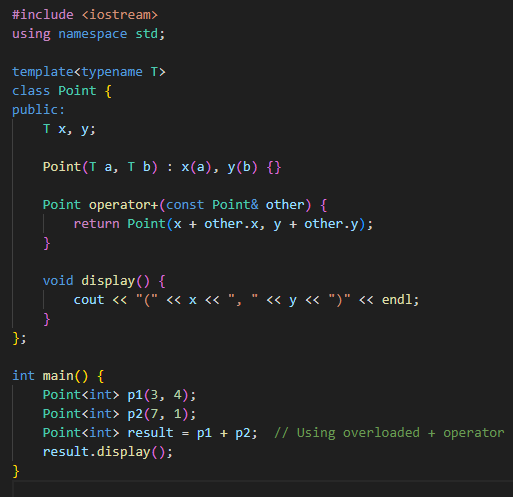 #include <iostream>
using namespace std;
template<typename T>
class Point {
public:
    T x, y;
    Point(T a, T b) : x(a), y(b) {}
    Point operator+(const Point& other) {
        return Point(x + other.x, y + other.y);
    }
    void display() {
        cout << "(" << x << ", " << y << ")" << endl;
    }
};
int main() {
    Point<int> p1(3, 4);
    Point<int> p2(7, 1);
    Point<int> result = p1 + p2;  // Using overloaded + operator
    result.display();
}